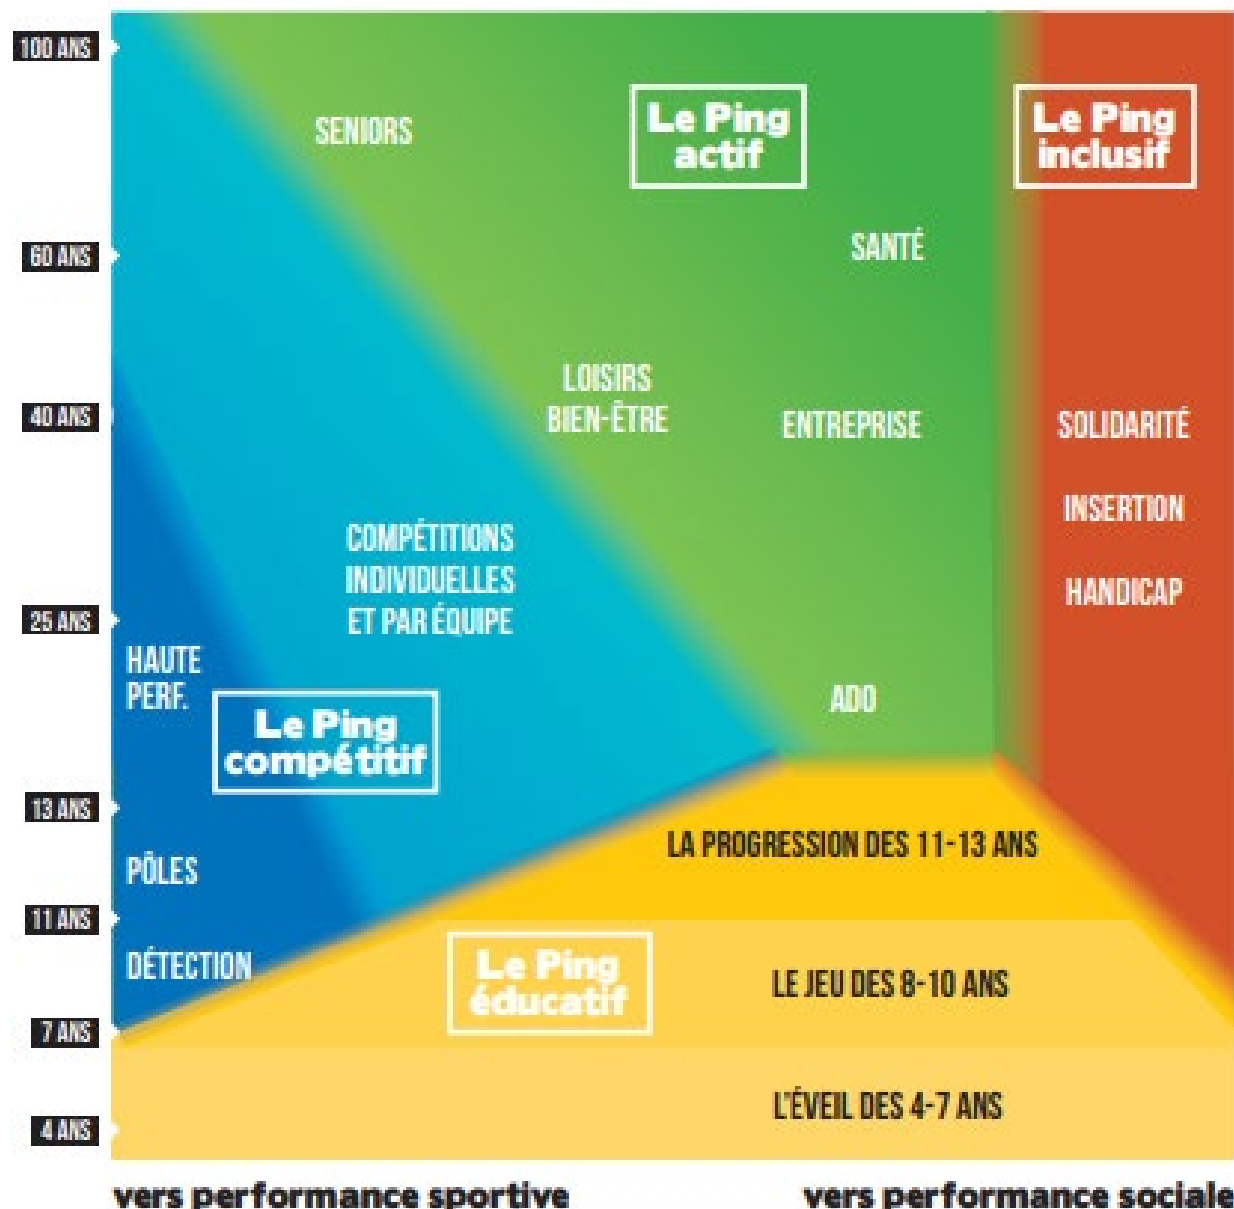 100 ANS
SENIORS
Le Ping
actif
Le Ping
inclusif
60 ANS
SANTÉ
LOISIRS
BIEN-ÊTRE
40 ANS
ENTREPRISE
SOLIDARITÉ
INSERTION
COMPÉTITIONS
INDIVIDUELLES
ET PAR ÉQUIPE
HANDICAP
25 ANS
HAUTE
PERF.
Le Ping
compétitif
ADO
13 ANS
LA PROGRESSION DES 11-13 ANS
PÔLES
11 ANS
DÉTECTION
Le Ping
éducatif
LE JEU DES 8-10 ANS
7 ANS
L'ÉVEIL DES 4-7 ANS
4 ANS
vers performance sportive
vers performance sociale